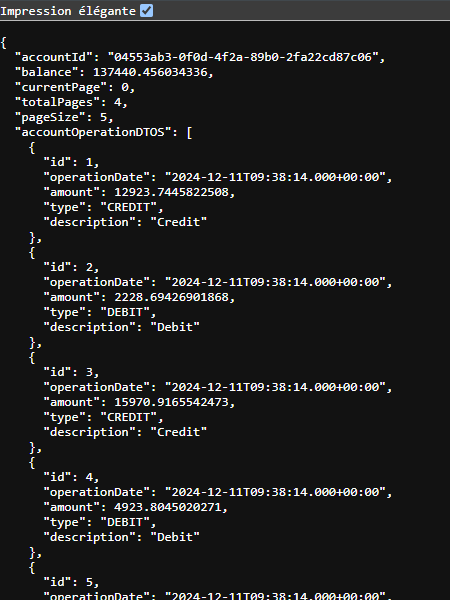 Impression élégante
{
  "accountId": "04553ab3-0f0d-4f2a-89b0-2fa22cd87c06",
  "balance": 137440.456034336,
  "currentPage": 0,
  "totalPages": 4,
  "pageSize": 5,
  "accountOperationDTOS": [
    {
      "id": 1,
      "operationDate": "2024-12-11T09:38:14.000+00:00",
      "amount": 12923.7445822508,
      "type": "CREDIT",
      "description": "Credit"
    },
    {
      "id": 2,
      "operationDate": "2024-12-11T09:38:14.000+00:00",
      "amount": 2228.69426901868,
      "type": "DEBIT",
      "description": "Debit"
    },
    {
      "id": 3,
      "operationDate": "2024-12-11T09:38:14.000+00:00",
      "amount": 15970.9165542473,
      "type": "CREDIT",
      "description": "Credit"
    },
    {
      "id": 4,
      "operationDate": "2024-12-11T09:38:14.000+00:00",
      "amount": 4923.8045020271,
      "type": "DEBIT",
      "description": "Debit"
    },
    {
      "id": 5,
      "operationDate": "2024-12-11T09:38:14.000+00:00",